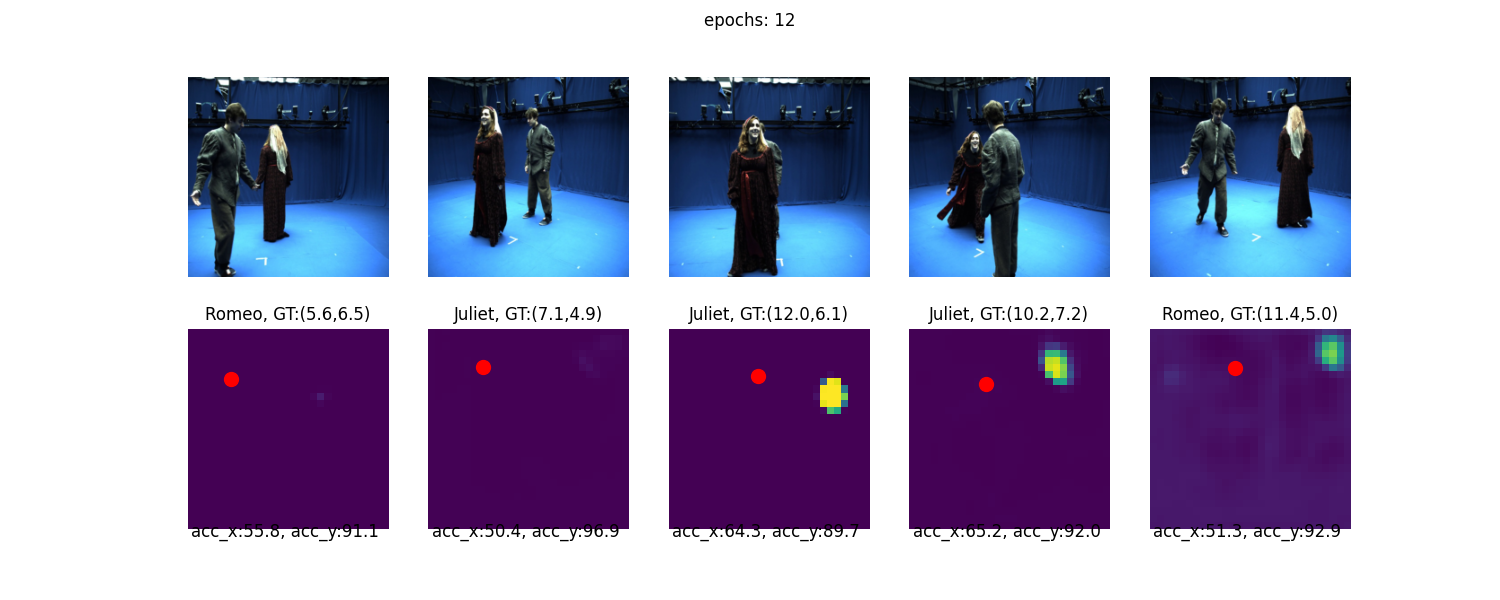 epochs: 12
Romeo, GT:(5.6,6.5)
Juliet, GT:(7.1,4.9)
Juliet, GT:(12.0,6.1)
Juliet, GT:(10.2,7.2)
Romeo, GT:(11.4,5.0)
acc_x:55.8, acc_y:91.1
acc_x:50.4, acc_y:96.9
acc_x:64.3, acc_y:89.7
acc_x:65.2, acc_y:92.0
acc_x:51.3, acc_y:92.9